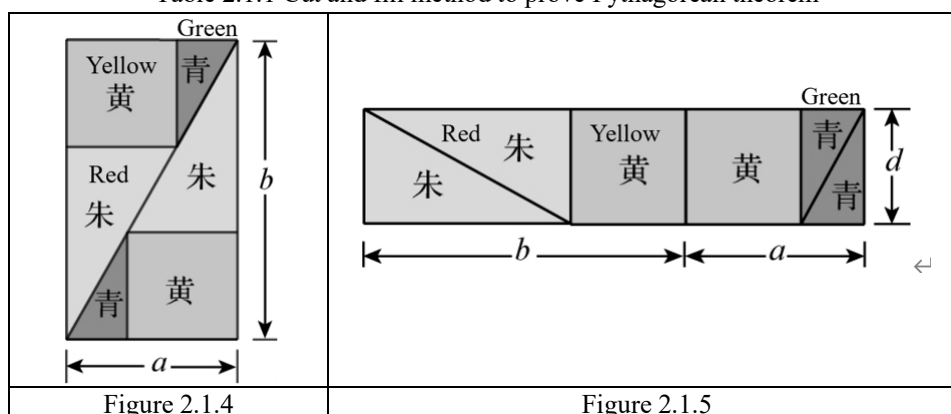 Table 2.1.1 Cut and fill method to prove Pythagorean theorem
Green
Yellow
黄
青
Red
朱
朱
b
青
黄
a
Figure 2.1.4
Green
Red
朱
朱
Yellow
黄
黄
青
青
d
b
a
Figure 2.1.5